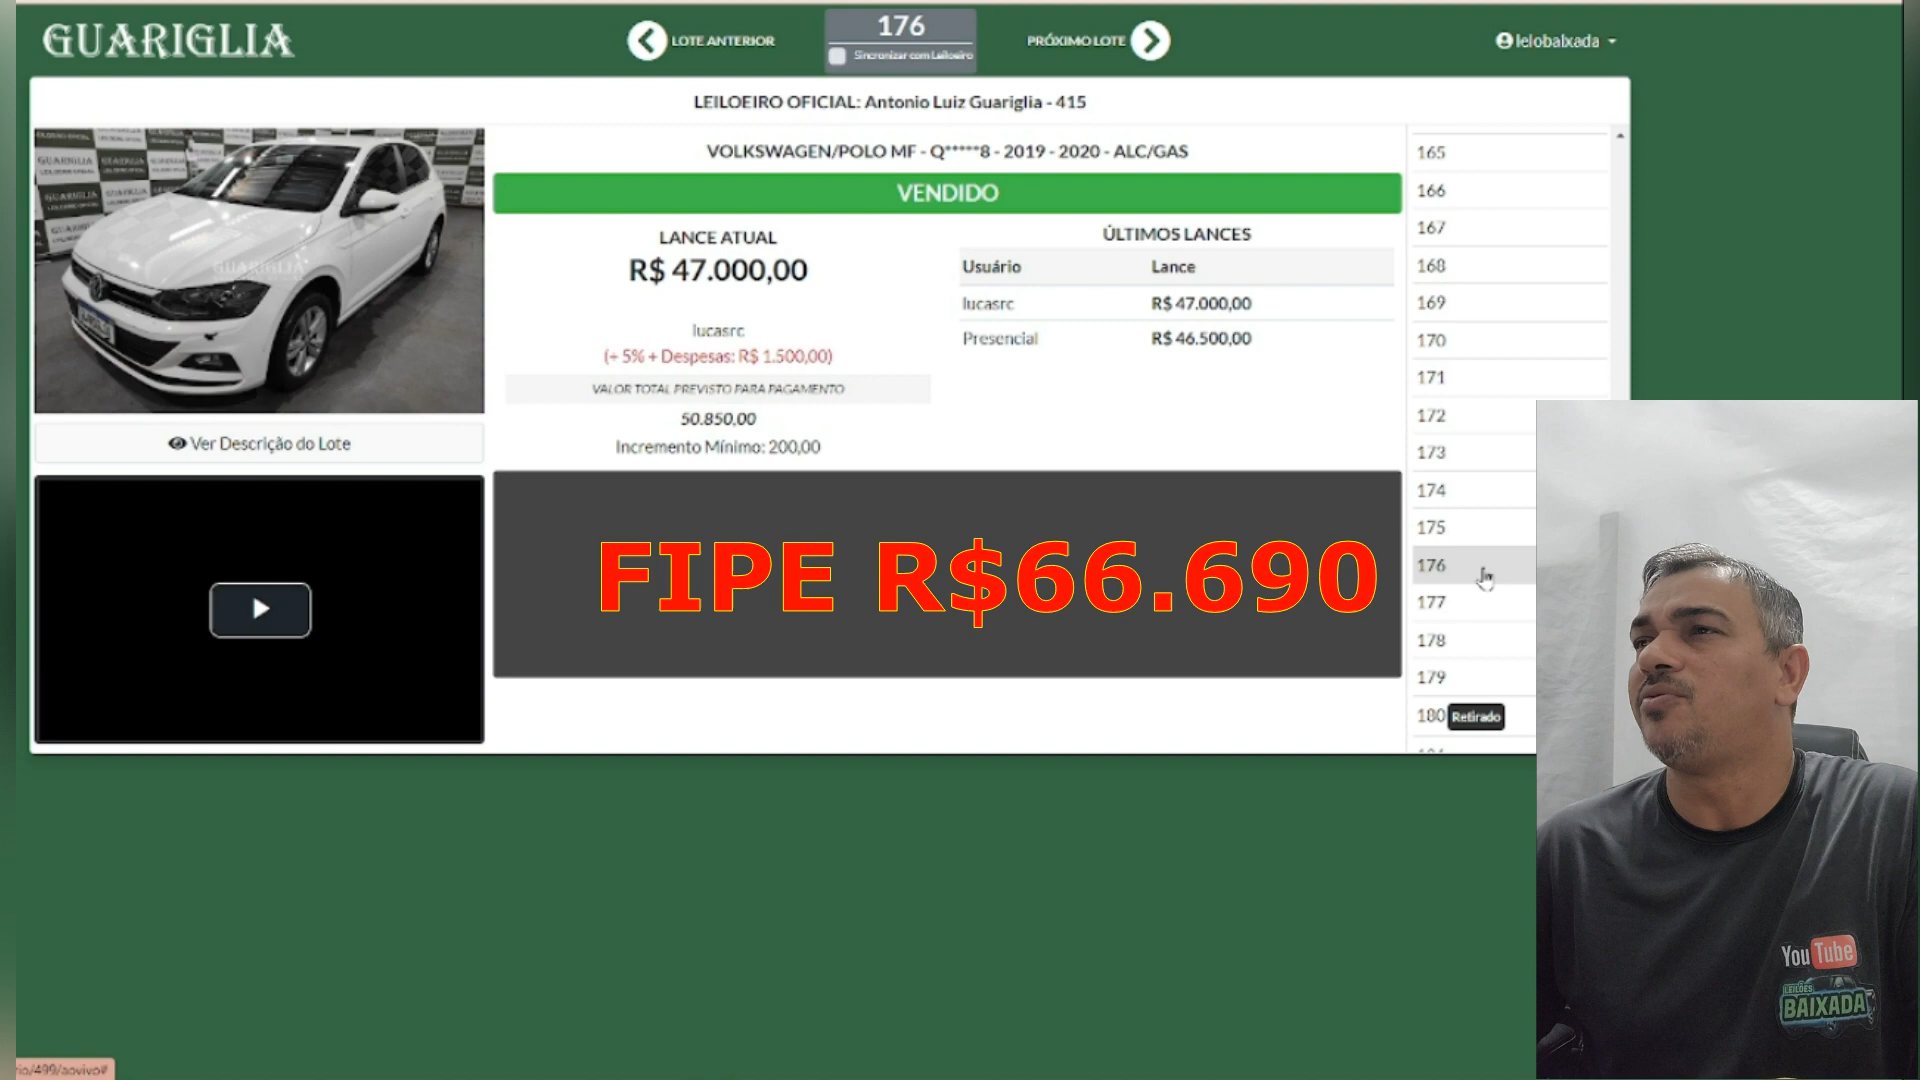 GUARIGLIA
LOTE ANTERIOR
176
Sincronizar com Leiloeiro
PRÓXIMO LOTE
lelobaixada
LEILOEIRO OFICIAL: Antonio Luiz Guariglia - 415
VOLKSWAGEN/POLO MF - Q*****8 - 2019 - 2020 - ALC/GAS
VENDIDO
LANCE ATUAL
R$ 47.000,00
lucasrc
(+ 5% + Despesas: R$ 1.500,00)
VALOR TOTAL PREVISTO PARA PAGAMENTO
50.850,00
Incremento Mínimo: 200,00
ÚLTIMOS LANCES
Usuário Lance
lucasrc R$ 47.000,00
Presencial R$ 46.500,00
GUARIGLIA
Ver Descrição do Lote
FIPE R$66.690
165
166
167
168
169
170
171
172
173
174
175
176
177
178
179
180 Retirado
YouTube
LEILÕES
BAIXADA
rio/499/aovivo#